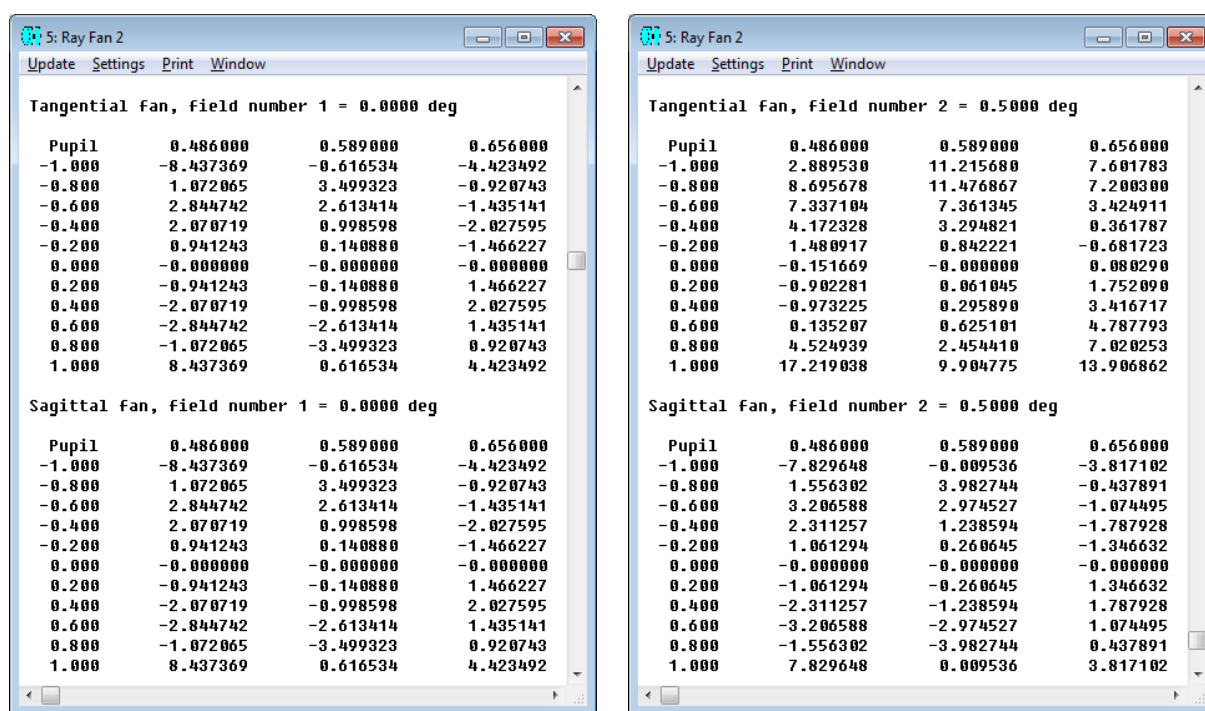 5: Ray Fan 2
Update Settings Print Window
Tangential fan, field number 1 = 0.0000 deg
Pupil 0.486000 0.589000 0.656000
-1.000 -8.437369 -0.616534 -4.423492
-0.800 1.072065 3.499323 -0.920743
-0.600 2.844742 2.613414 -1.435141
-0.400 2.070719 0.998598 -2.027595
-0.200 0.941243 0.140880 -1.466227
0.000 -0.000000 -0.000000 -0.000000
0.200 -0.941243 -0.140880 1.466227
0.400 -2.070719 -0.998598 2.027595
0.600 -2.844742 -2.613414 1.435141
0.800 -1.072065 -3.499323 0.920743
1.000 8.437369 0.616534 4.423492
Sagittal fan, field number 1 = 0.0000 deg
Pupil 0.486000 0.589000 0.656000
-1.000 -8.437369 -0.616534 -4.423492
-0.800 1.072065 3.499323 -0.920743
-0.600 2.844742 2.613414 -1.435141
-0.400 2.070719 0.998598 -2.027595
-0.200 0.941243 0.140880 -1.466227
0.000 -0.000000 -0.000000 -0.000000
0.200 -0.941243 -0.140880 1.466227
0.400 -2.070719 -0.998598 2.027595
0.600 -2.844742 -2.613414 1.435141
0.800 -1.072065 -3.499323 0.920743
1.000 8.437369 0.616534 4.423492
5: Ray Fan 2
Update Settings Print Window
Tangential fan, field number 2 = 0.5000 deg
Pupil 0.486000 0.589000 0.656000
-1.000 2.889530 11.215680 7.601783
-0.800 8.695678 11.476867 7.200300
-0.600 7.337104 7.361345 3.424911
-0.400 4.172328 3.294821 0.361787
-0.200 1.480917 0.842221 -0.681723
0.000 -0.151669 -0.000000 0.080290
0.200 -0.902281 0.061045 1.752090
0.400 -0.973225 0.295890 3.416717
0.600 0.135207 0.625101 4.787793
0.800 4.524939 2.454410 7.020253
1.000 17.219038 9.904775 13.906862
Sagittal fan, field number 2 = 0.5000 deg
Pupil 0.486000 0.589000 0.656000
-1.000 -7.829648 -0.009536 -3.817102
-0.800 1.556302 3.982744 -0.437891
-0.600 3.206588 2.974527 -1.074495
-0.400 2.311257 1.238594 -1.787928
-0.200 1.061294 0.260645 -1.346632
0.000 -0.000000 -0.000000 -0.000000
0.200 -1.061294 -0.260645 1.346632
0.400 -2.311257 -1.238594 1.787928
0.600 -3.206588 -2.974527 1.074495
0.800 -1.556302 -3.982744 0.437891
1.000 7.829648 0.009536 3.817102